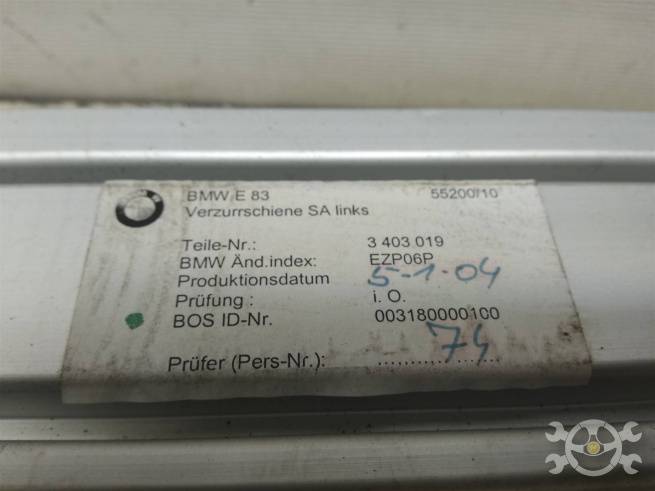 BMW E 83 55200/10
Verzurrschiene SA links
Teile-Nr.: 3 403 019
BMW Änd.index: EZP06P
Produktionsdatum 5-1-04
Prüfung : i. O.
BOS ID-Nr. 003180000100
Prüfer (Pers-Nr.): ........74......